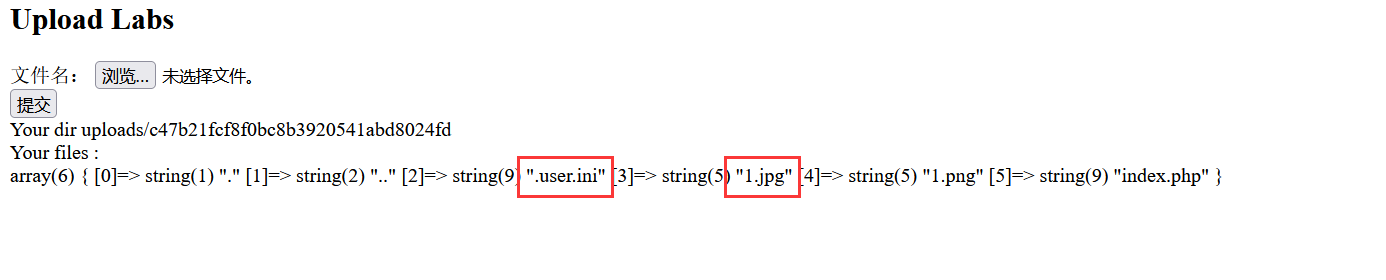 Upload Labs
文件名： 浏览... 未选择文件。
提交
Your dir uploads/c47b21fcf8f0bc8b3920541abd8024fd
Your files :
array(6) { [0]=> string(1) "." [1]=> string(2) ".." [2]=> string(9) ".user.ini" [3]=> string(5) "1.jpg" [4]=> string(5) "1.png" [5]=> string(9) "index.php" }